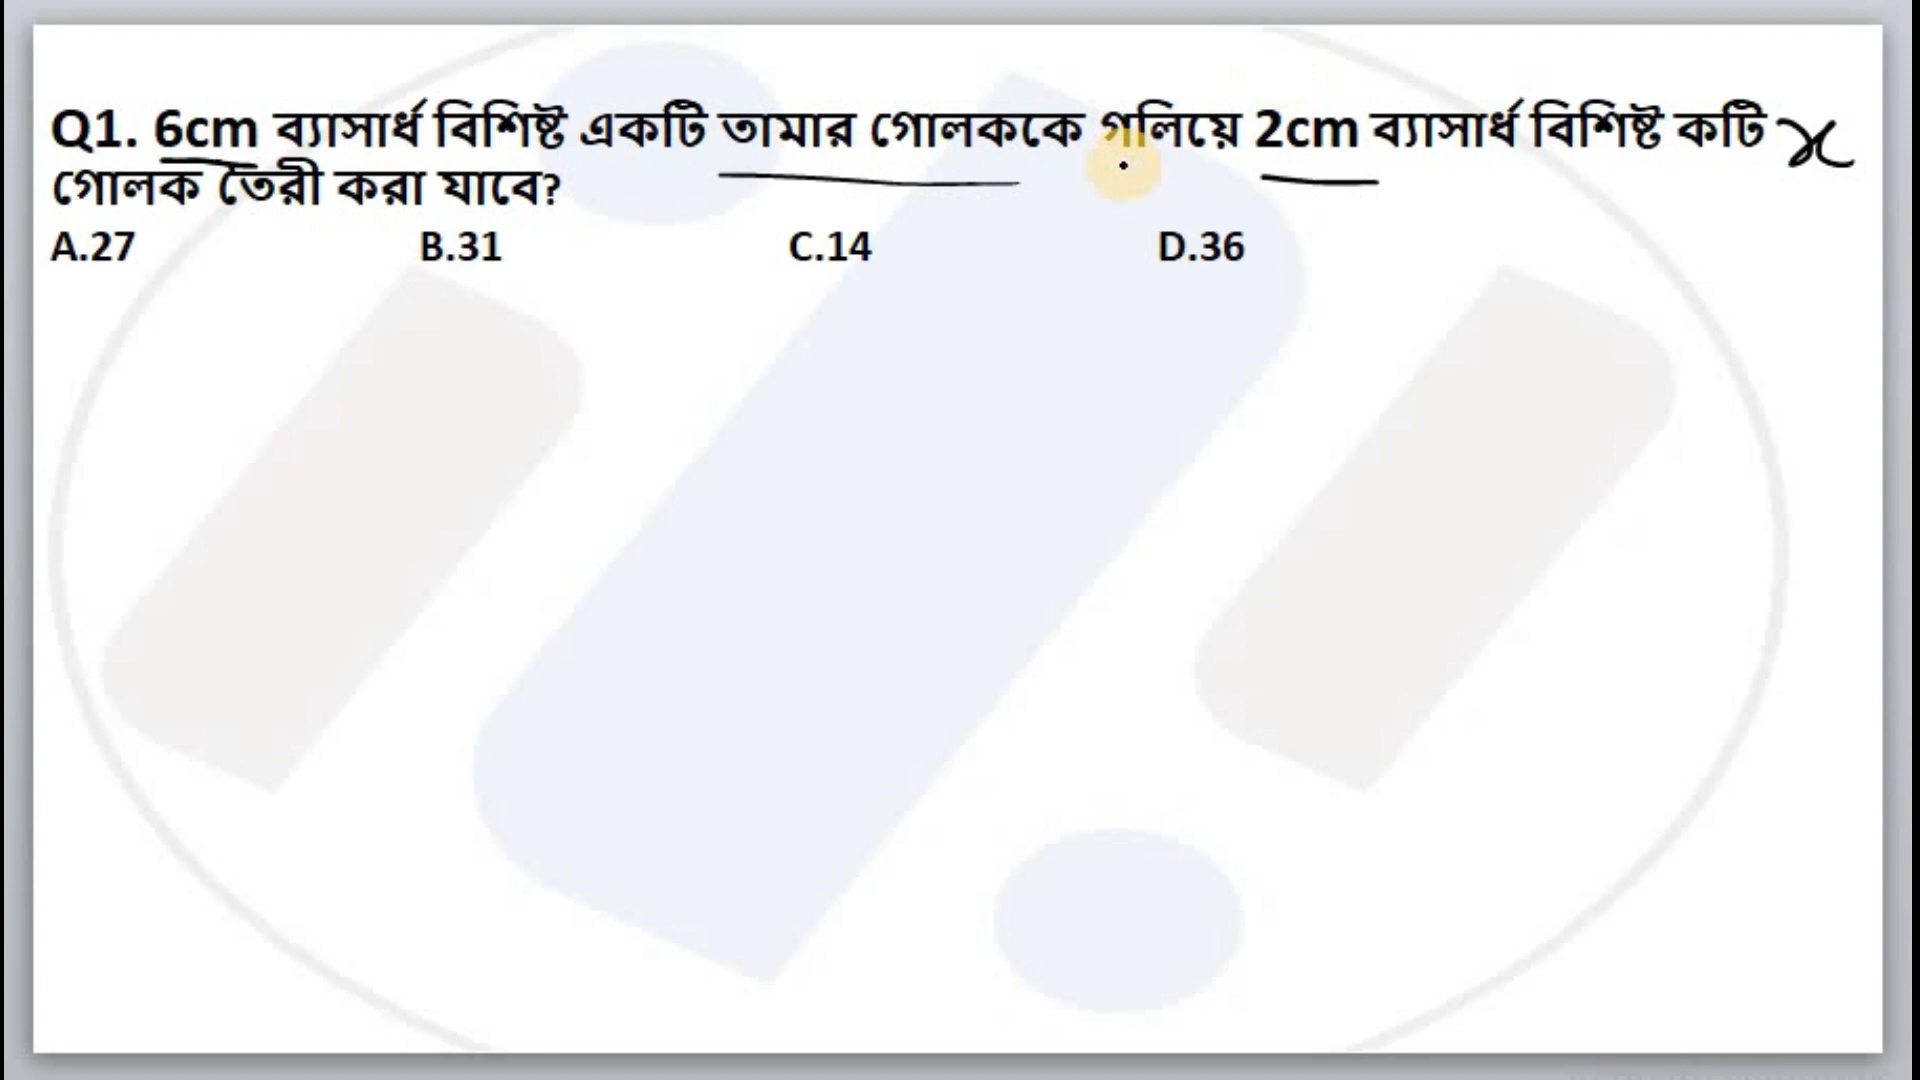 Q1. 6cm ব্যাসার্ধ বিশিষ্ট একটি তামার গোলককে গলিয়ে 2cm ব্যাসার্ধ বিশিষ্ট কটি x
গোলক তৈরী করা যাবে?
A.27 B.31 C.14 D.36